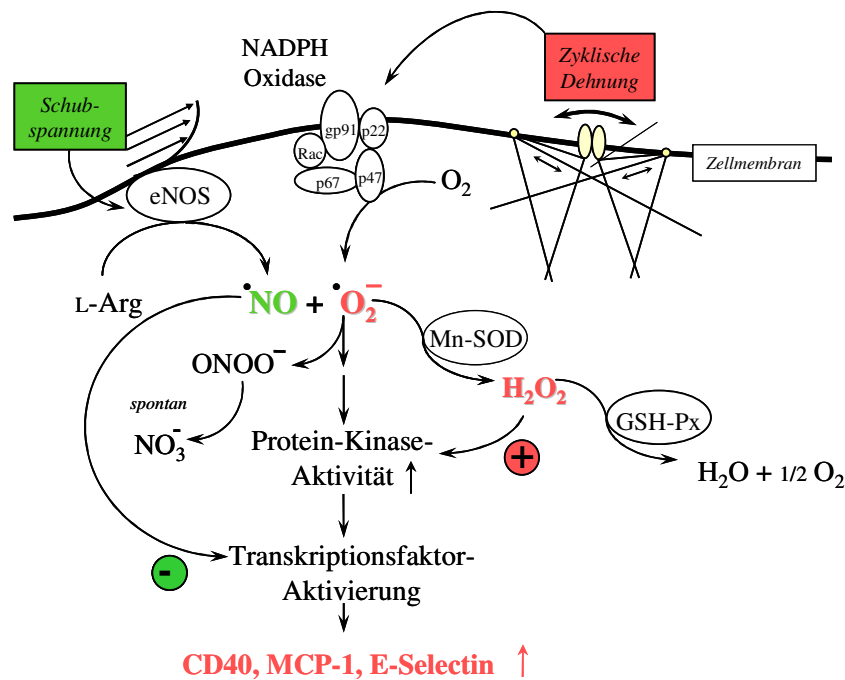 NADPH
Oxidase
Zyklische
Dehnung
Schub-
spannung
gp91
p22
Rac
p67
p47
O₂
Zellmembran
eNOS
L-Arg
•NO + •O₂⁻
ONOO⁻
Mn-SOD
spontan
H₂O₂
NO₃⁻
GSH-Px
Protein-Kinase-
Aktivität ↑
+
H₂O + 1/2 O₂
-
Transkriptionsfaktor-
Aktivierung
CD40, MCP-1, E-Selectin ↑